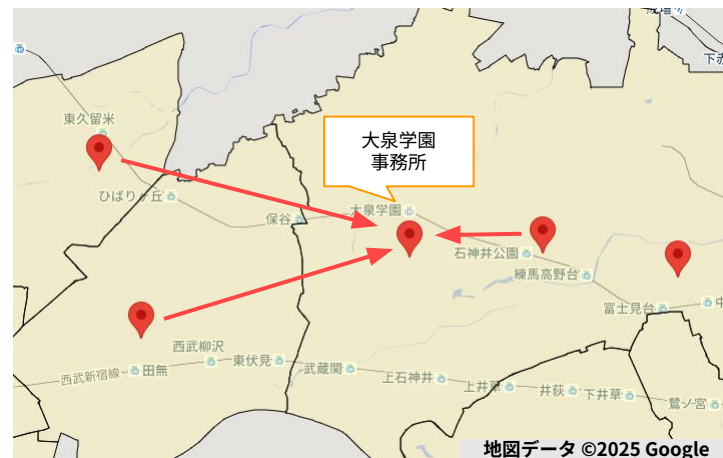 東久留米
ひばりヶ丘
保谷
大泉学園
事務所
大泉学園
石神井公園
練馬高野台
富士見台
中
西武柳沢
西武新宿線
田無
東伏見
武蔵関
上石神井
上井草
井荻
下井草
鷺ノ宮
下赤
地図データ ©2025 Google